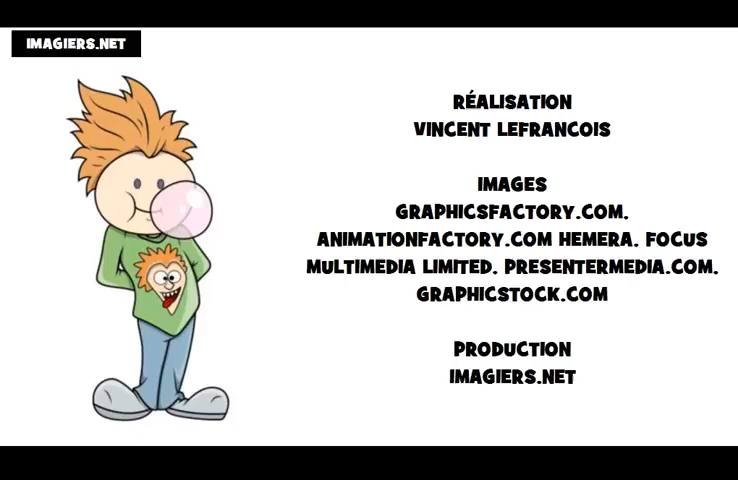 IMAGIERS.NET
RÉALISATION
VINCENT LEFRANCOIS
IMAGES
GRAPHICSFACTORY.COM,
ANIMATIONFACTORY.COM HEMERA, FOCUS
MULTIMEDIA LIMITED, PRESENTERMEDIA.COM,
GRAPHICSTOCK.COM
PRODUCTION
IMAGIERS.NET